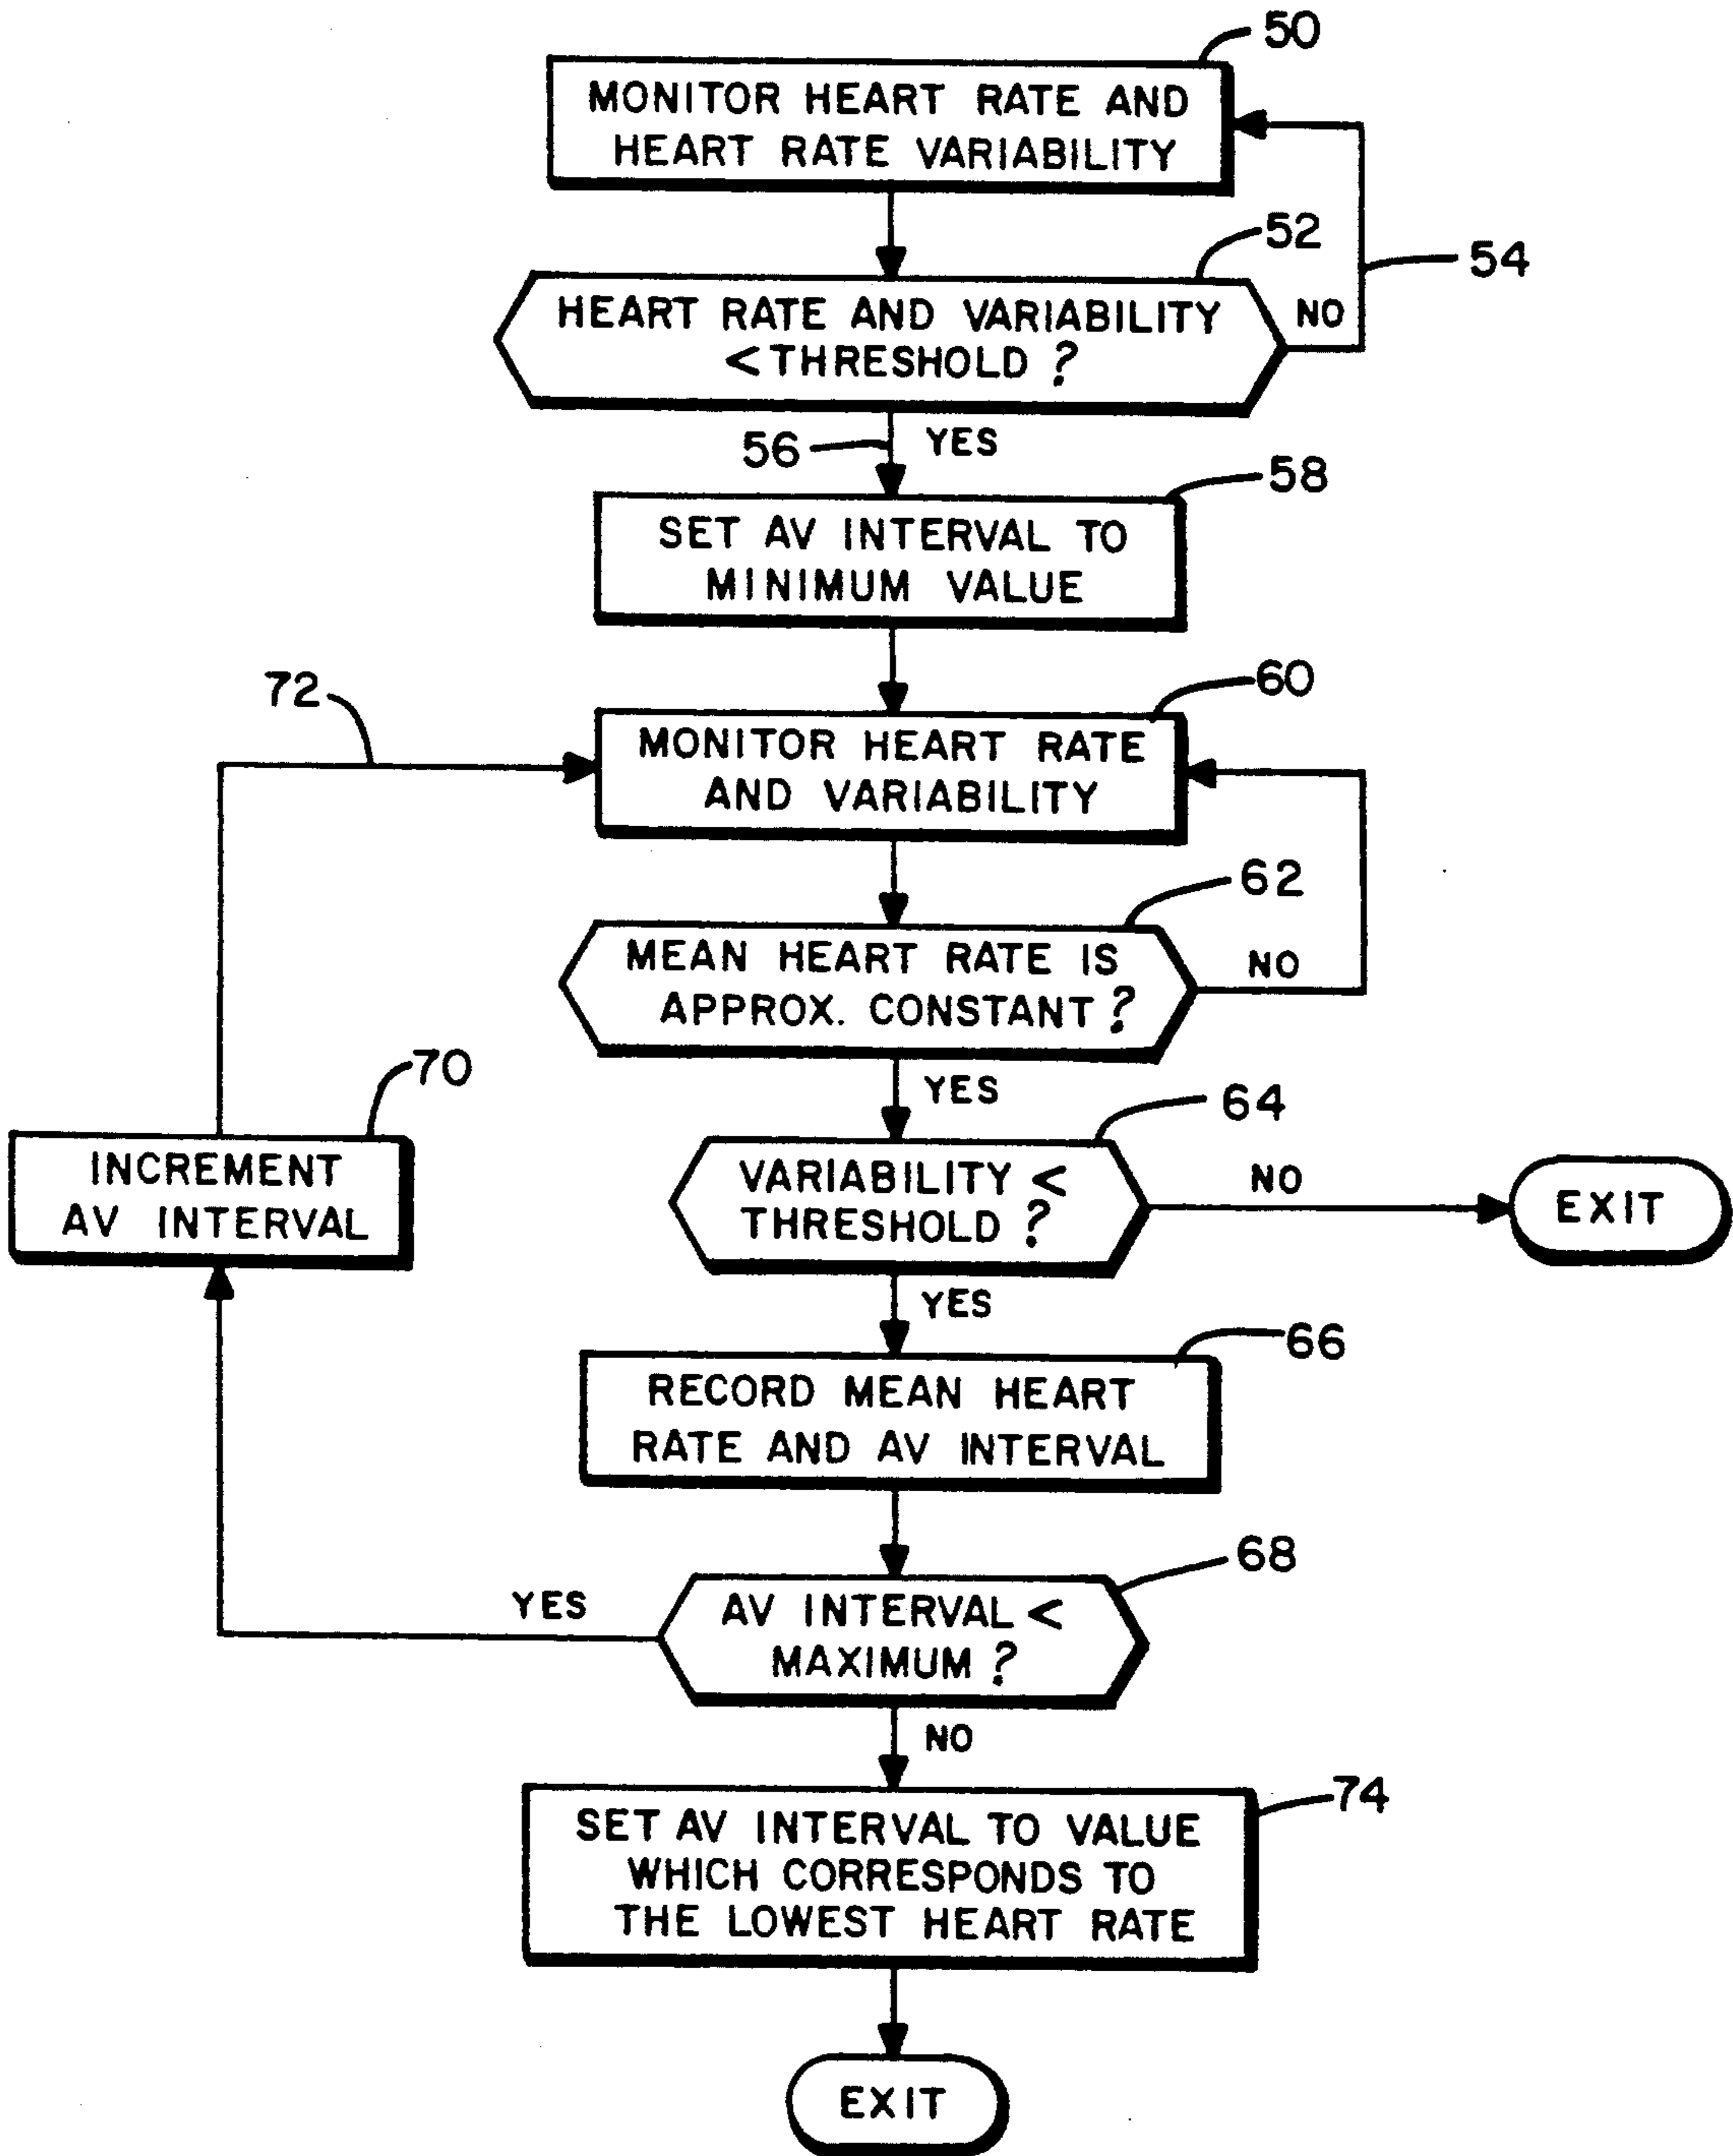 50
MONITOR HEART RATE AND
HEART RATE VARIABILITY
52
54
HEART RATE AND VARIABILITY
< THRESHOLD ?
NO
56
YES
58
SET AV INTERVAL TO
MINIMUM VALUE
72
60
MONITOR HEART RATE
AND VARIABILITY
62
MEAN HEART RATE IS
APPROX. CONSTANT ?
NO
YES
70
INCREMENT
AV INTERVAL
64
VARIABILITY <
THRESHOLD ?
NO
EXIT
YES
66
RECORD MEAN HEART
RATE AND AV INTERVAL
68
YES
AV INTERVAL <
MAXIMUM ?
NO
74
SET AV INTERVAL TO VALUE
WHICH CORRESPONDS TO
THE LOWEST HEART RATE
EXIT